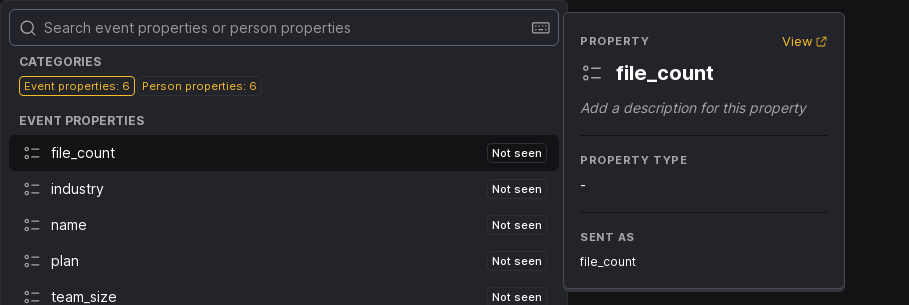 Search event properties or person properties
CATEGORIES
Event properties: 6
Person properties: 6
EVENT PROPERTIES
file_count
Not seen
industry
Not seen
name
Not seen
plan
Not seen
team_size
Not seen
PROPERTY
View
file_count
Add a description for this property
PROPERTY TYPE
-
SENT AS
file_count